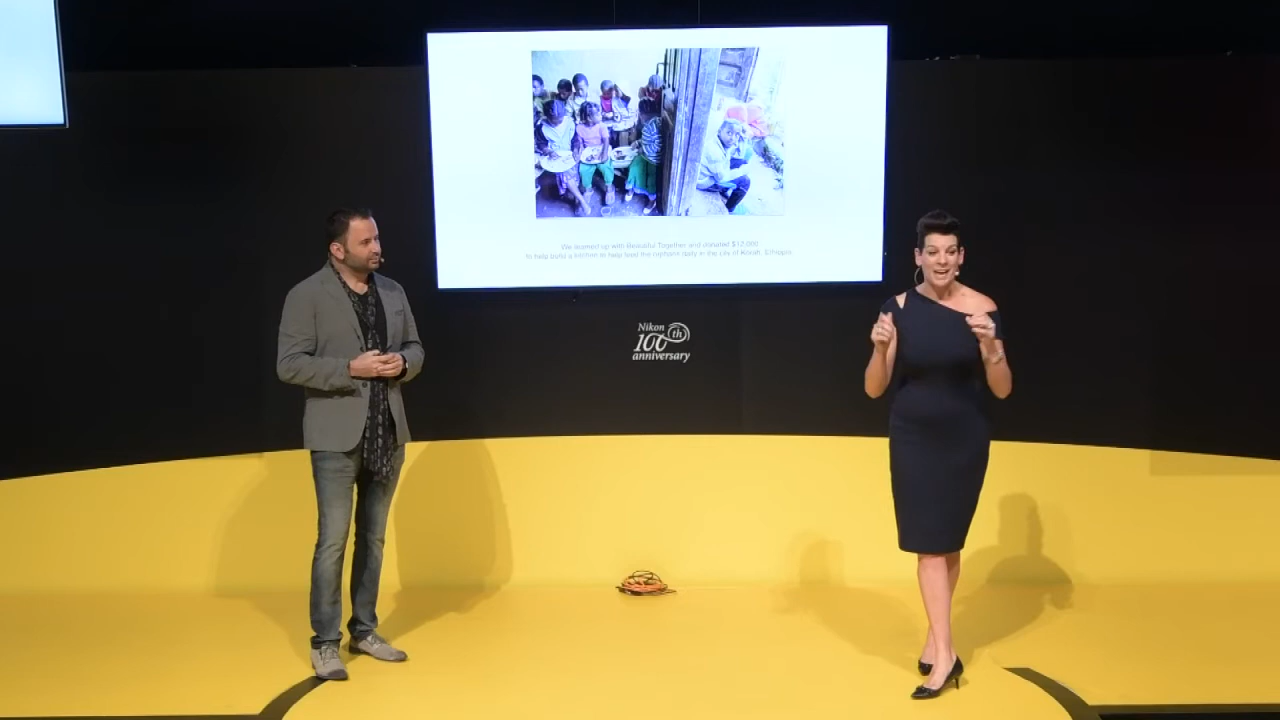 We teamed up with Beautiful Together and donated $12,000
to help build a kitchen to help feed the orphans daily in the city of Korah, Ethiopia.
Nikon
100th
anniversary